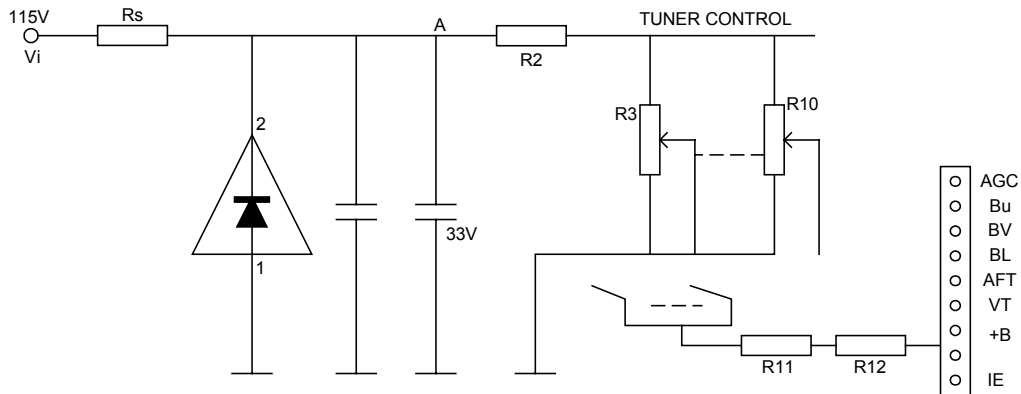 115V
Vi
Rs
A
R2
TUNER CONTROL
R3
R10
2
1
33V
R11
R12
AGC
Bu
BV
BL
AFT
VT
+B
IE